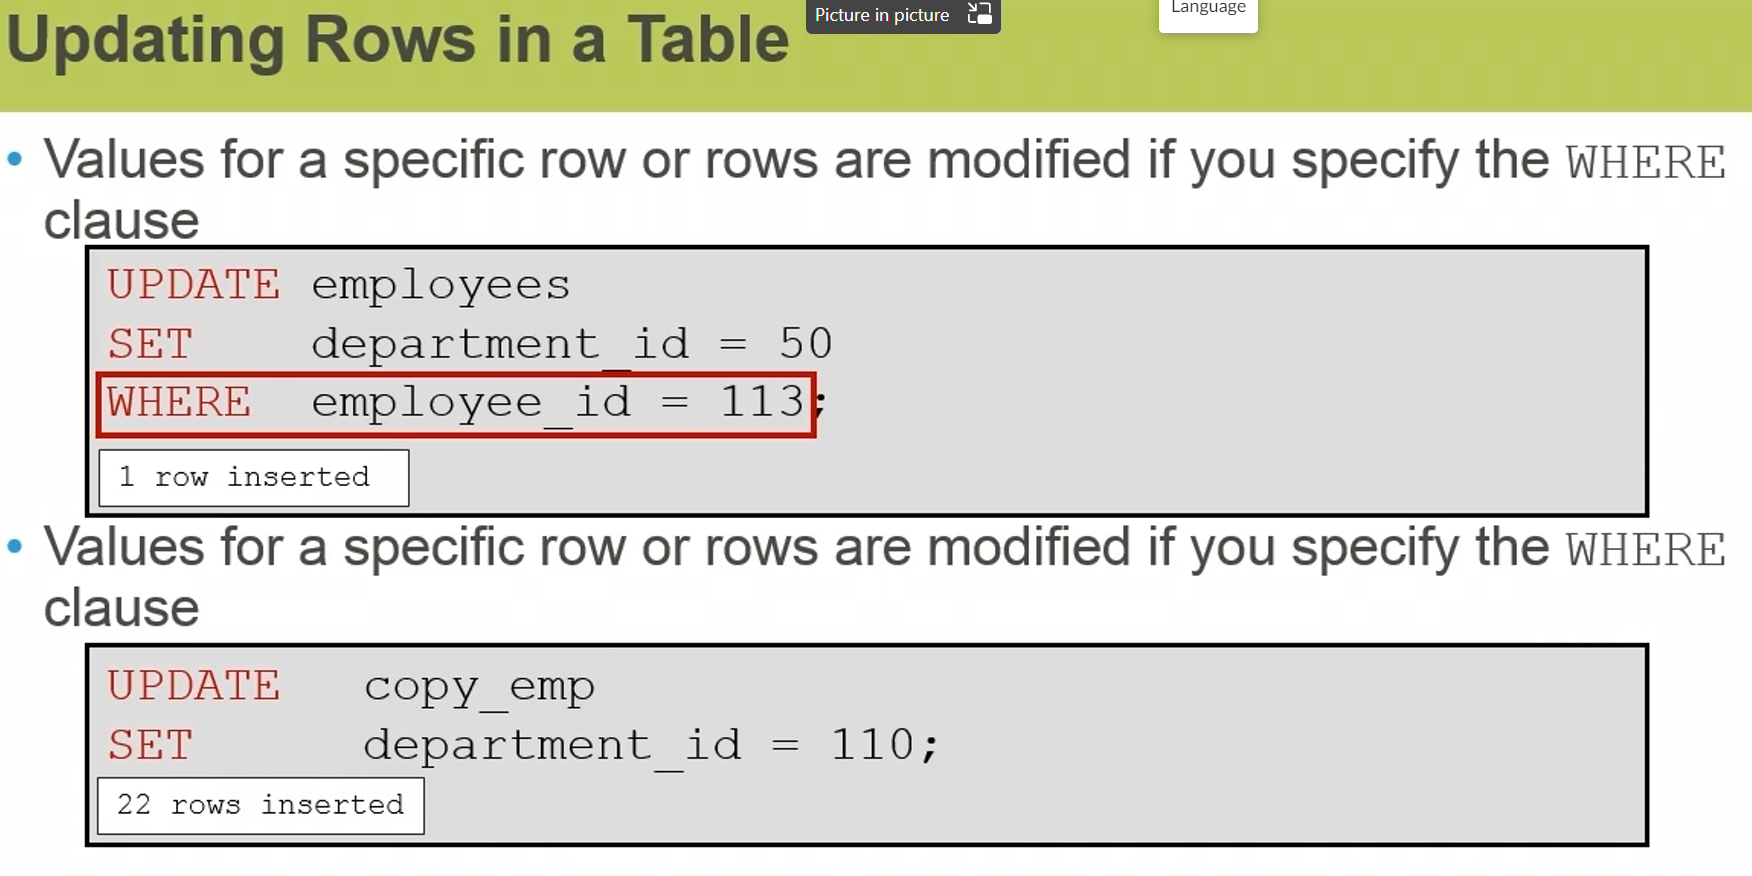 Updating Rows in a Table
Picture in picture
Language
• Values for a specific row or rows are modified if you specify the WHERE
clause
UPDATE employees
SET department_id = 50
WHERE employee_id = 113;
1 row inserted
• Values for a specific row or rows are modified if you specify the WHERE
clause
UPDATE copy_emp
SET department_id = 110;
22 rows inserted